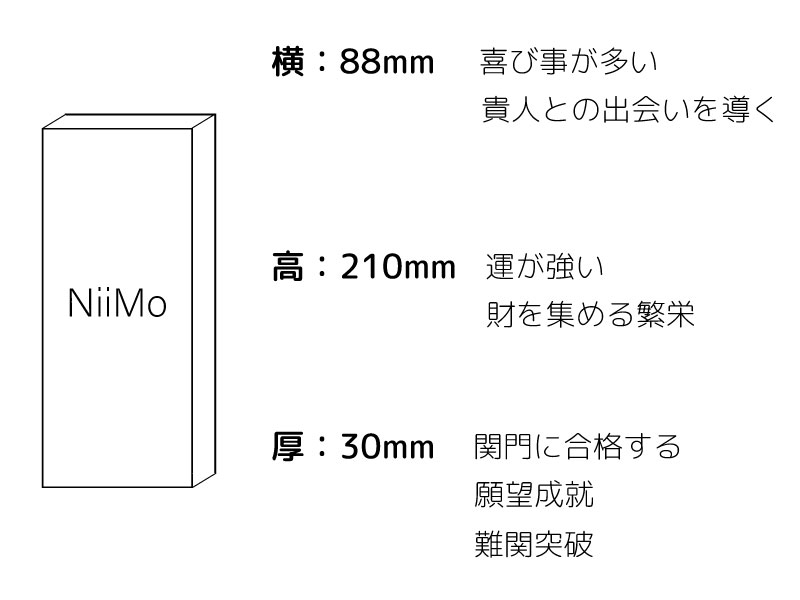 横：88mm 喜び事が多い
貴人との出会いを導く
NiiMo
高：210mm 運が強い
財を集める繁栄
厚：30mm 関門に合格する
願望成就
難関突破